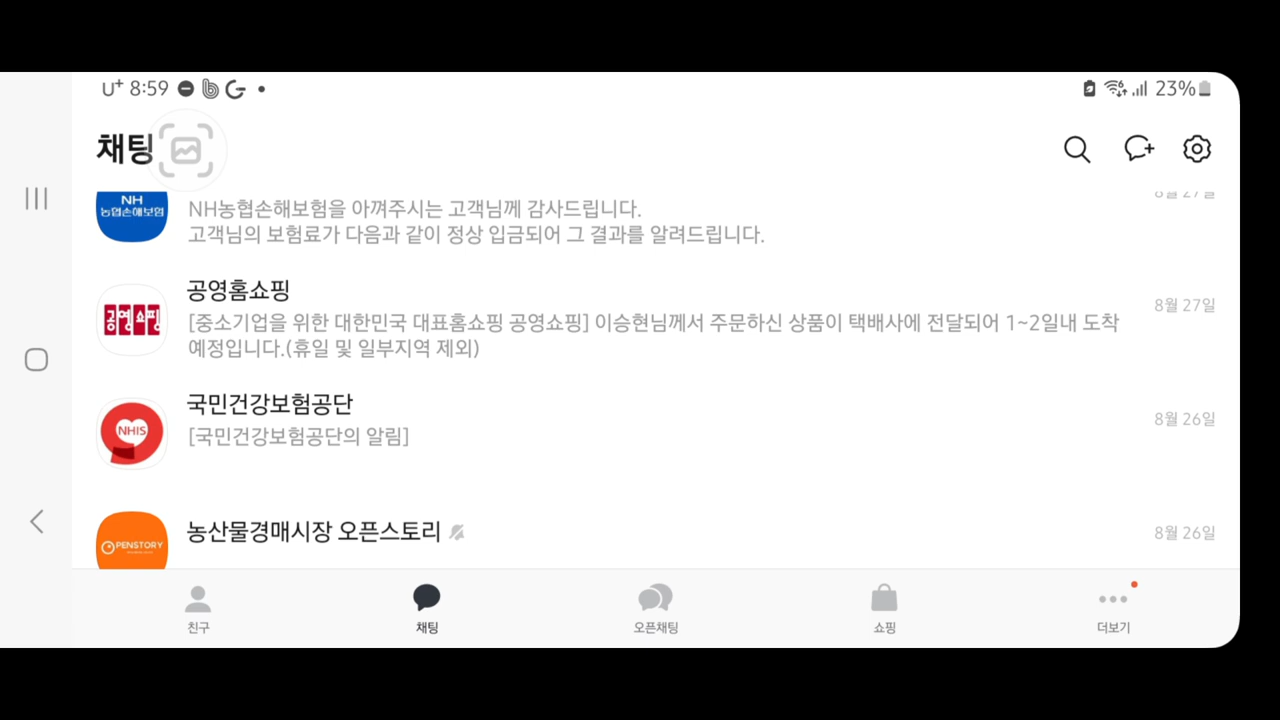 U+ 8:59
23%
채팅
NH
농협손해보험
8월 27일
NH농협손해보험을 아껴주시는 고객님께 감사드립니다.
고객님의 보험료가 다음과 같이 정상 입금되어 그 결과를 알려드립니다.
공영쇼핑
공영홈쇼핑
8월 27일
[중소기업을 위한 대한민국 대표홈쇼핑 공영쇼핑] 이승현님께서 주문하신 상품이 택배사에 전달되어 1~2일내 도착
예정입니다.(휴일 및 일부지역 제외)
NHIS
국민건강보험공단
8월 26일
[국민건강보험공단의 알림]
OPENSTORY
농산물경매시장 오픈스토리
8월 26일
친구
채팅
오픈채팅
쇼핑
더보기